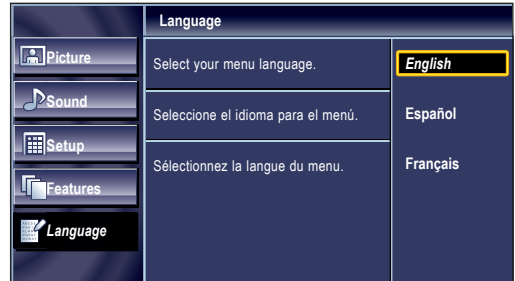 Language
Picture
Sound
Setup
Features
Language
Select your menu language.
Seleccione el idioma para el menú.
Sélectionnez la langue du menu.
English
Español
Français